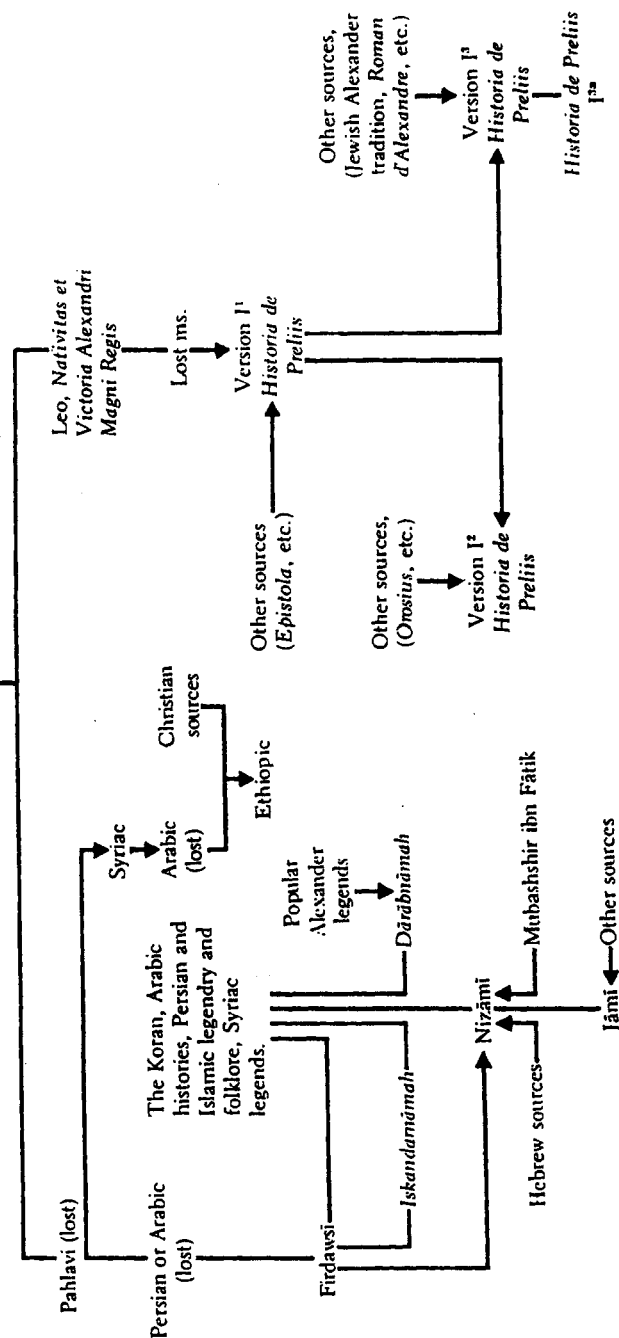 Pahlavi (lost)
Persian or Arabic
(lost)
Firdawsi
Iskandarnāmah
The Koran, Arabic
histories, Persian and
Islamic legendry and
folklore, Syriac
legends.
Syriac
Arabic
(lost)
Christian
sources
Ethiopic
Popular
Alexander
legends
Dārābnāmah
Nizāmī
Hebrew sources
Mubashshir ibn Fātik
Jāmī
Other sources
Leo, Nativitas et
Victoria Alexandri
Magni Regis
Lost ms.
Version I¹
Historia de
Preliis
Other sources
(Epistola, etc.)
Other sources,
(Orosius, etc.)
Version I²
Historia de
Preliis
Other sources,
(Jewish Alexander
tradition, Roman
d'Alexandre, etc.)
Version I³
Historia de
Preliis
Historia de Preliis
I³ᵃ